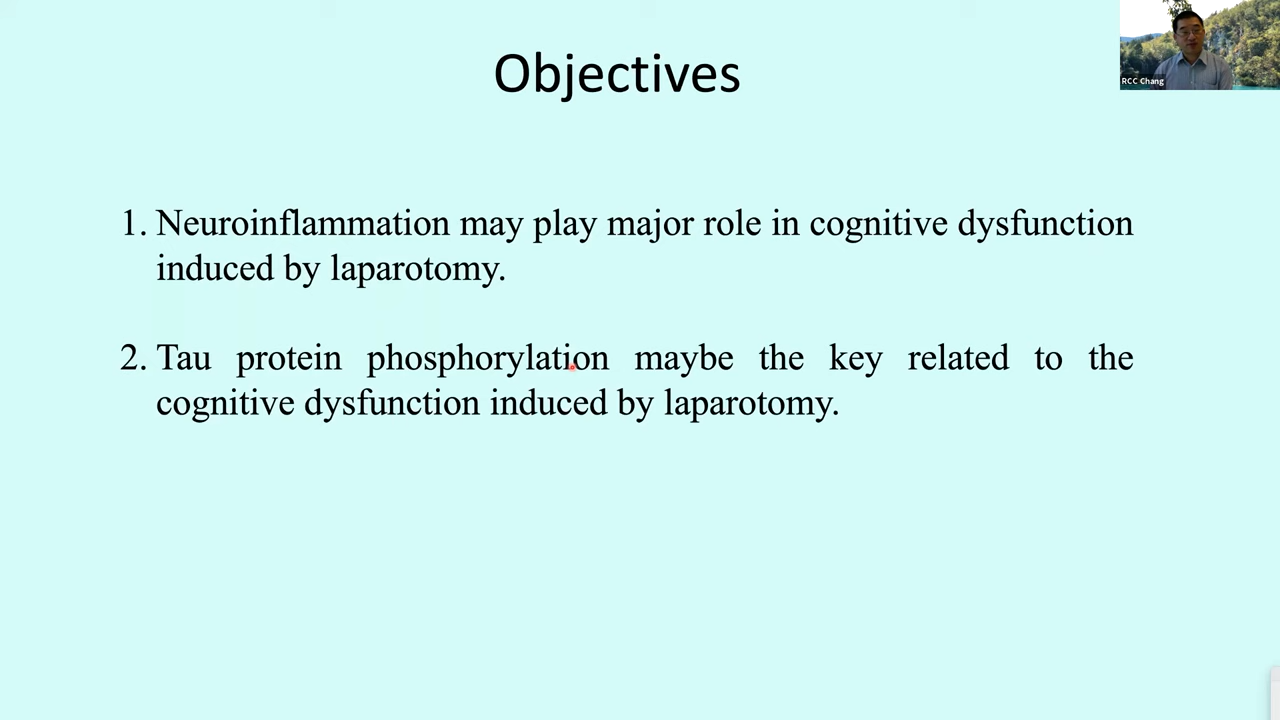 Objectives
RCC Chang
1. Neuroinflammation may play major role in cognitive dysfunction
induced by laparotomy.
2. Tau protein phosphorylation maybe the key related to the
cognitive dysfunction induced by laparotomy.